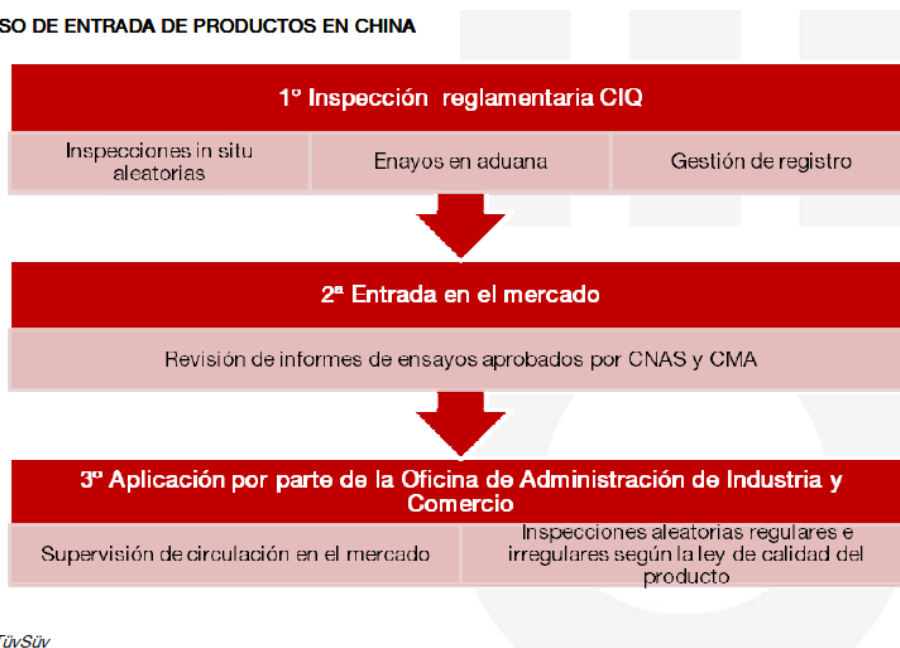 SO DE ENTRADA DE PRODUCTOS EN CHINA
1º Inspección reglamentaria CIQ
Inspecciones in situ
aleatorias
Enayos en aduana
Gestión de registro
2ª Entrada en el mercado
Revisión de informes de ensayos aprobados por CNAS y CMA
3º Aplicación por parte de la Oficina de Administración de Industria y
Comercio
Supervisión de circulación en el mercado
Inspecciones aleatorias regulares e
irregulares según la ley de calidad del
producto
TüvSüv